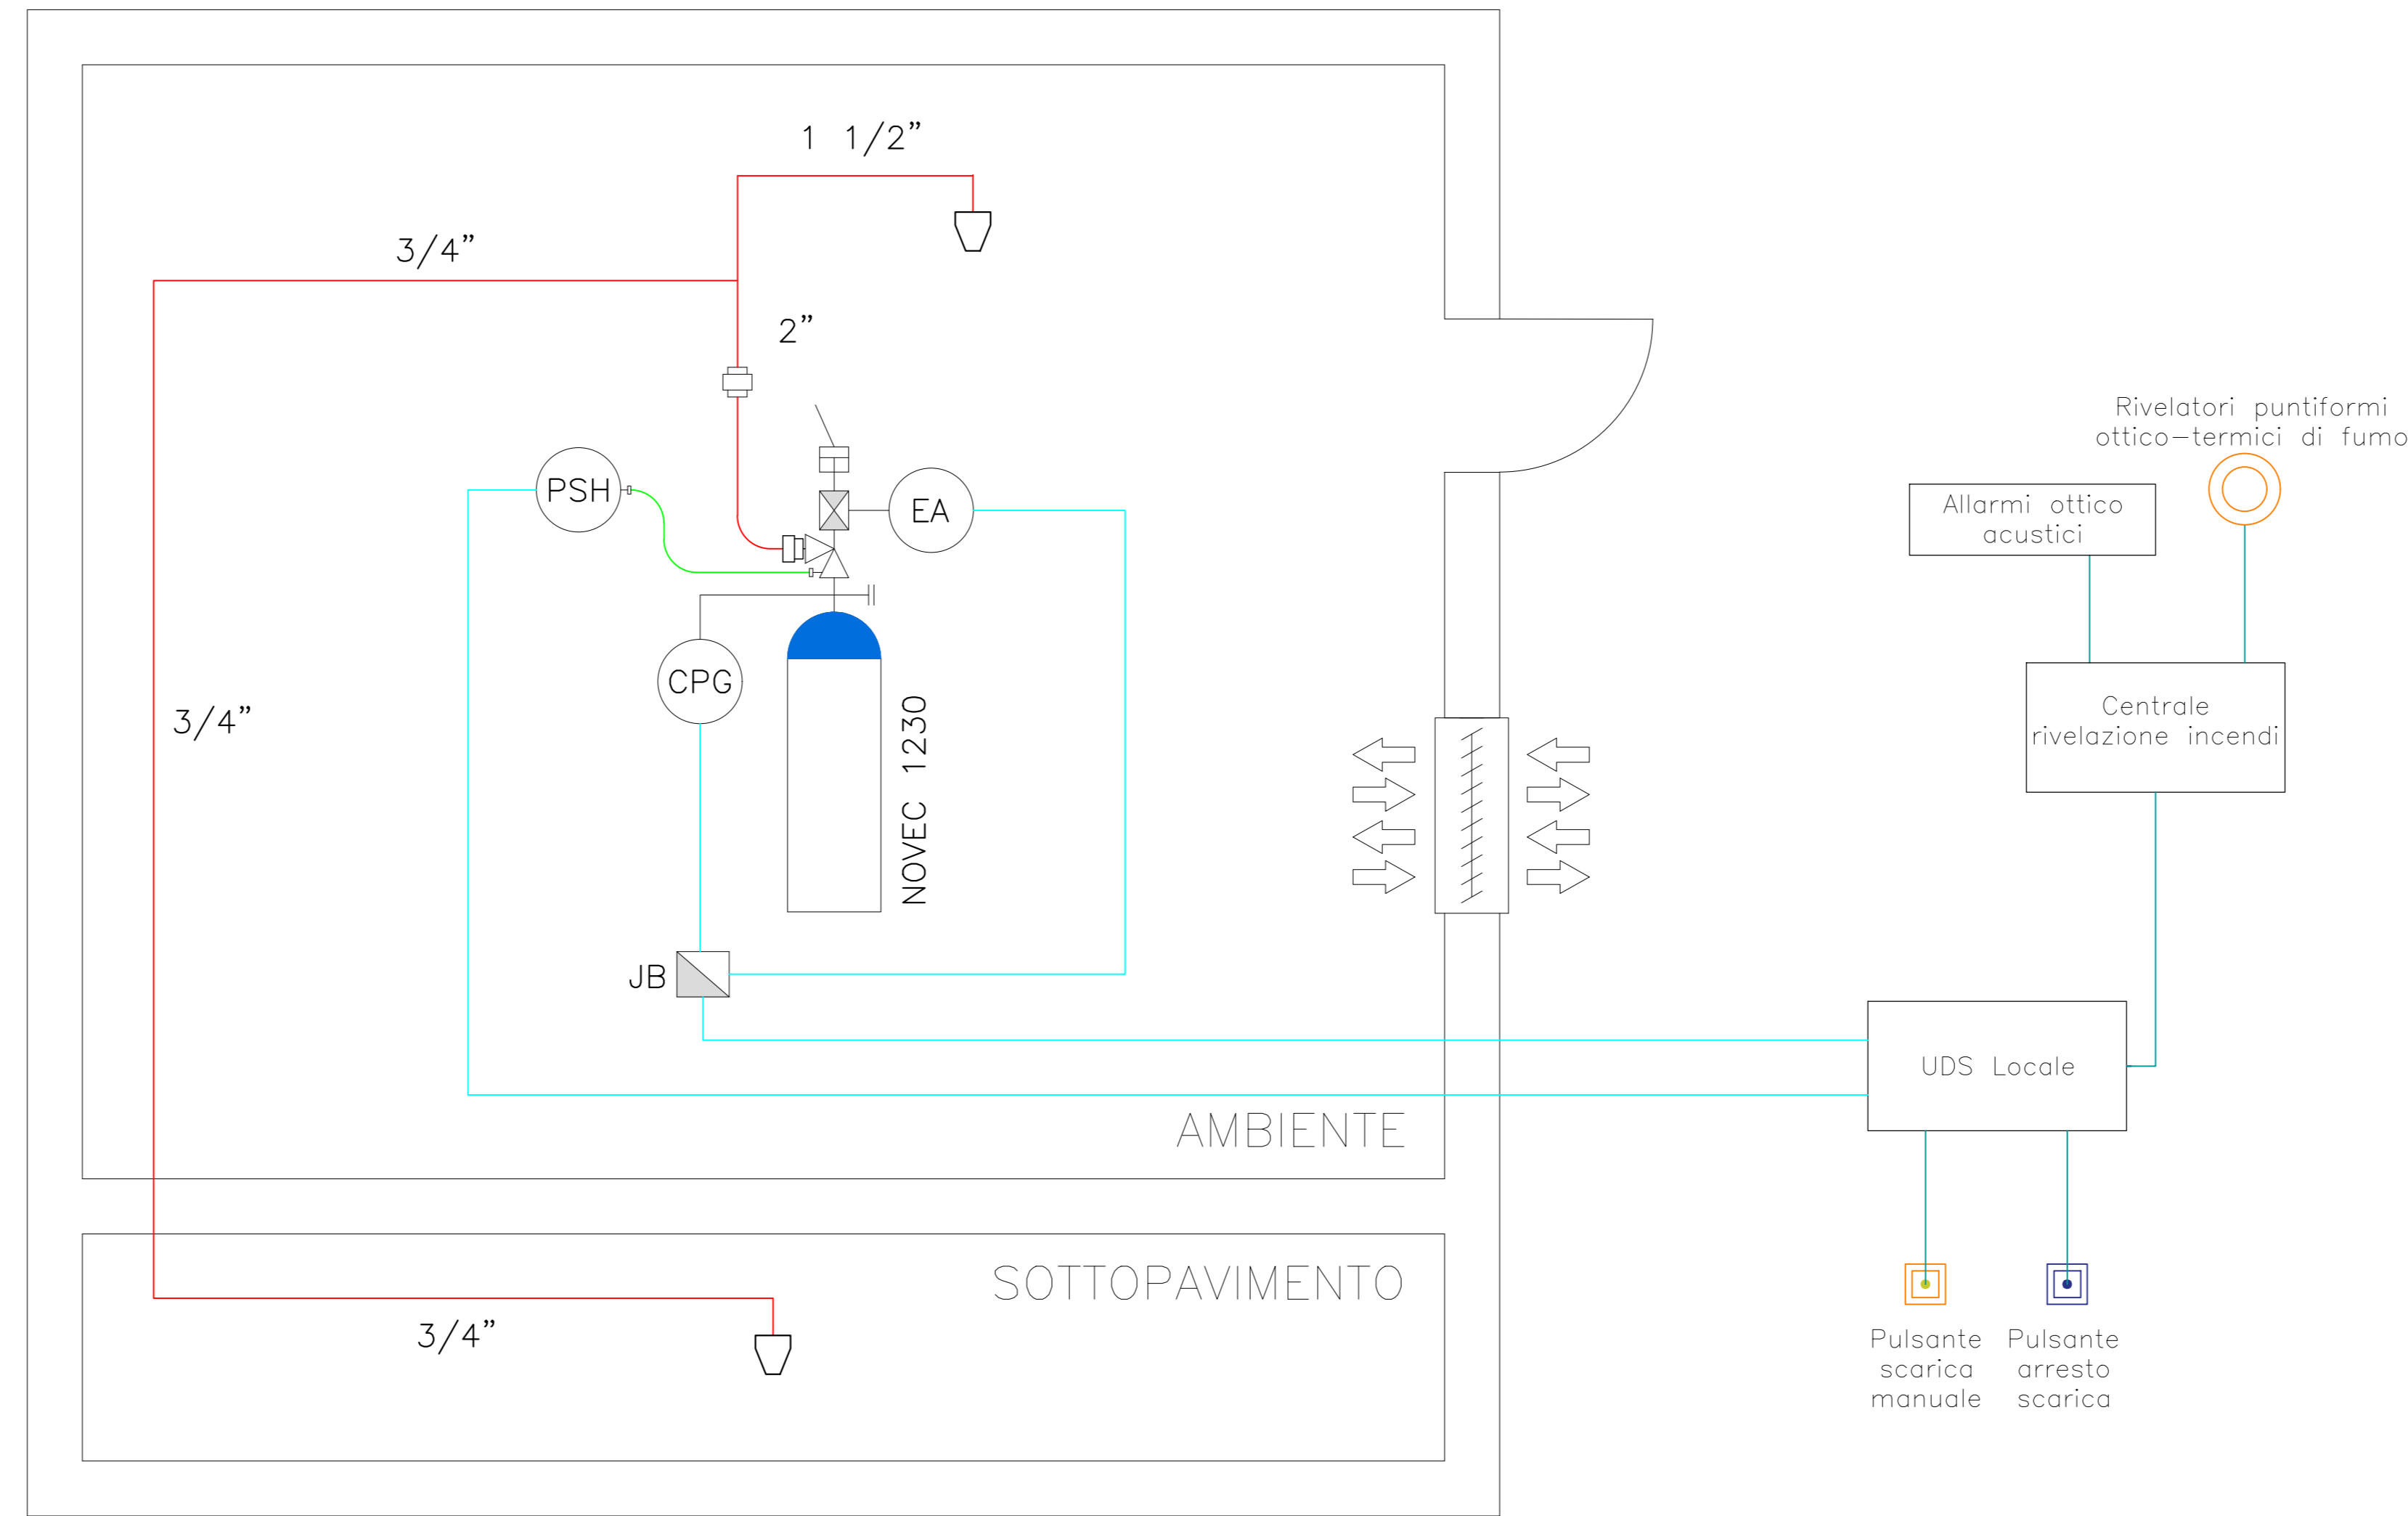 1 1/2”
3/4”
2”
Rivelatori puntiformi
ottico-termici di fumo
PSH
EA
Allarmi ottico
acustici
CPG
3/4”
NOVEC 1230
Centrale
rivelazione incendi
JB
UDS Locale
AMBIENTE
SOTTOPAVIMENTO
3/4”
Pulsante
scarica
manuale
Pulsante
arresto
scarica